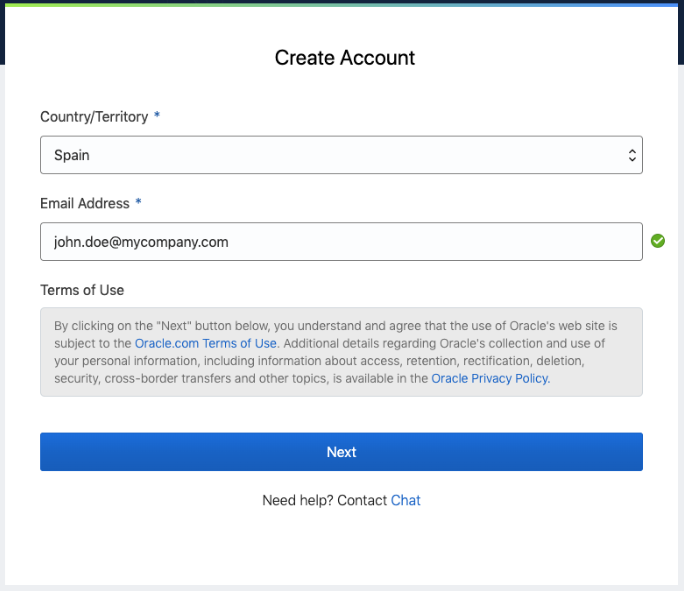 Create Account
Country/Territory *
Spain
Email Address *
john.doe@mycompany.com
Terms of Use
By clicking on the "Next" button below, you understand and agree that the use of Oracle's web site is
subject to the Oracle.com Terms of Use. Additional details regarding Oracle's collection and use of
your personal information, including information about access, retention, rectification, deletion,
security, cross-border transfers and other topics, is available in the Oracle Privacy Policy.
Next
Need help? Contact Chat